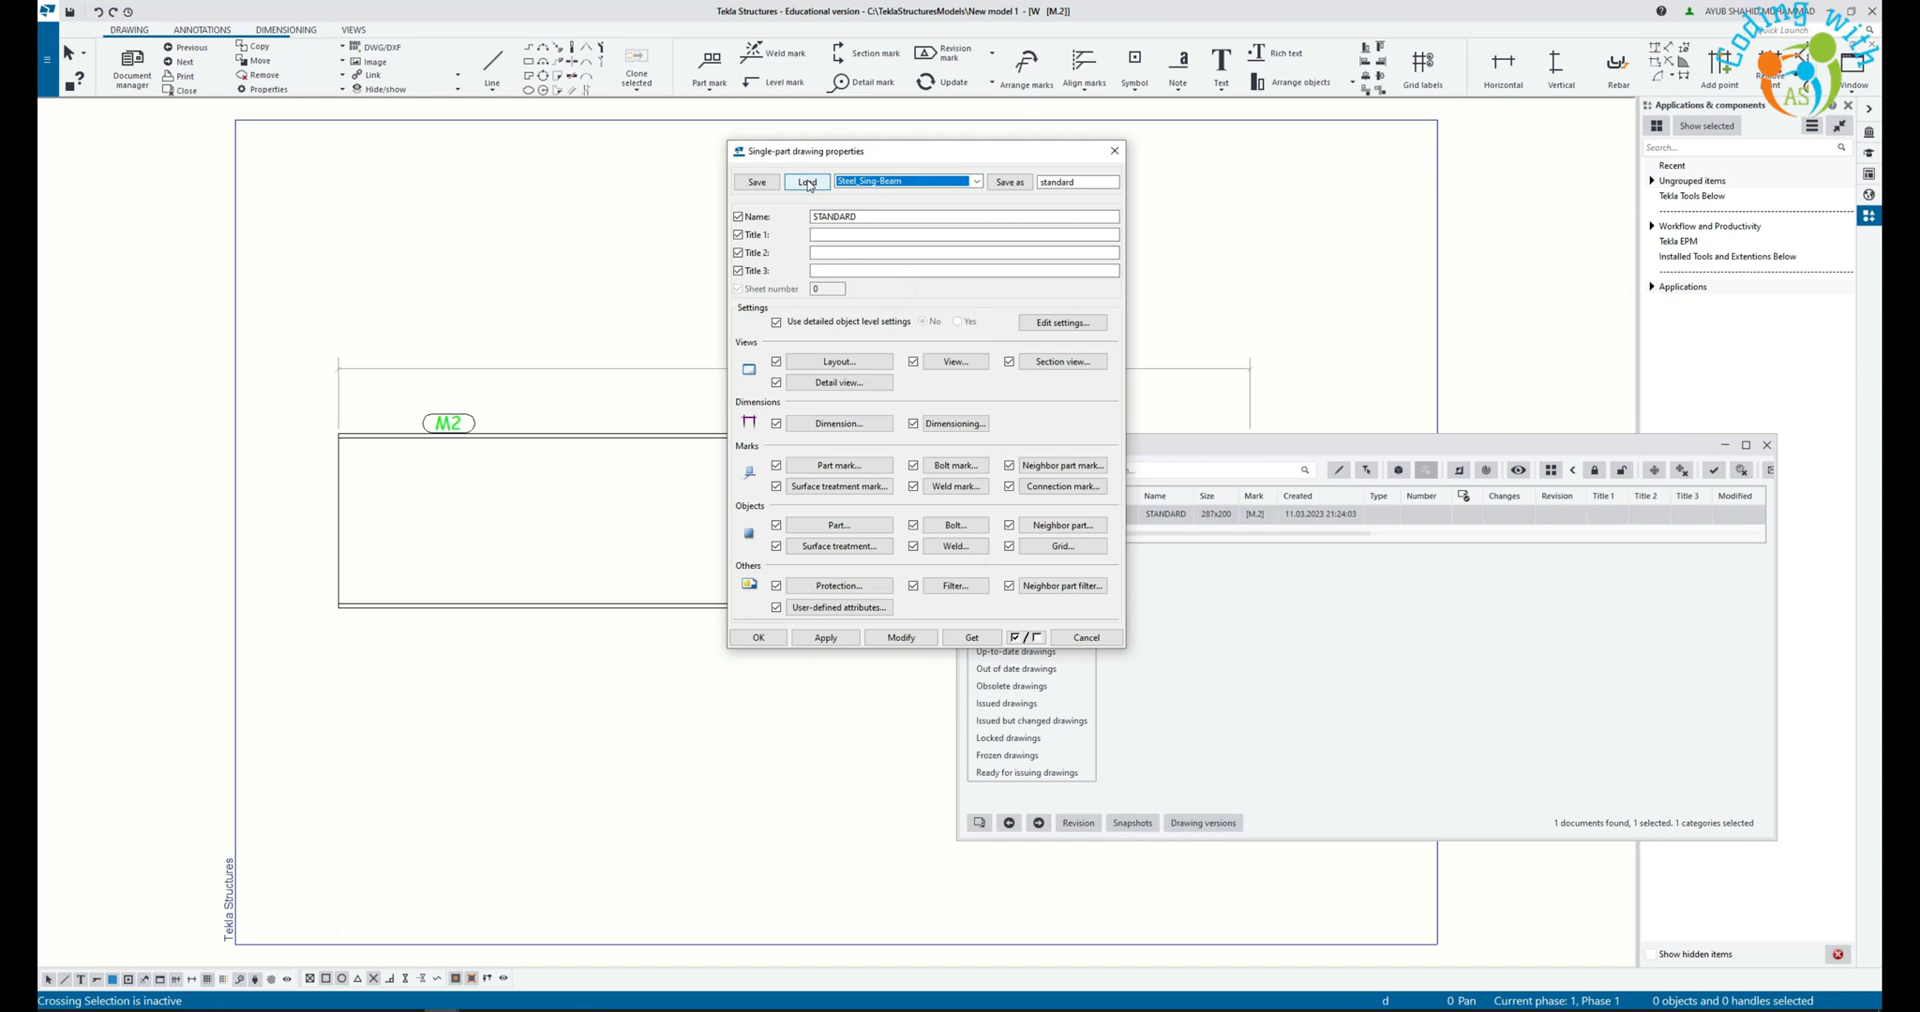 Tekla Structures - Educational version - C:\TeklaStructuresModels\New model 1 - [W [M.2]]
AYUB SHAHID MUHAMMAD
Coding With
AS
DRAWING ANNOTATIONS DIMENSIONING VIEWS
Quick Launch
Document manager
Previous
Next
Print
Close
Copy
Move
Remove
Properties
DWG/DXF
Image
Link
Hide/show
Line
Clone selected
Part mark
Weld mark
Level mark
Section mark
Detail mark
Revision mark
Update
Arrange marks
Align marks
Symbol
Note
Text
Rich text
Arrange objects
Grid labels
Horizontal
Vertical
Rebar
Add point
Window
Applications & components
Show selected
Search...
Recent
Ungrouped items
Tekla Tools Below
Workflow and Productivity
Tekla EPM
Installed Tools and Extentions Below
Applications
Show hidden items
M2
Tekla Structures
Single-part drawing properties
Save Load Steel_Sing-Beam Save as standard
Name: STANDARD
Title 1:
Title 2:
Title 3:
Sheet number 0
Settings
Use detailed object level settings No Yes Edit settings...
Views
Layout... View... Section view...
Detail view...
Dimensions
Dimension... Dimensioning...
Marks
Part mark... Bolt mark... Neighbor part mark...
Surface treatment mark... Weld mark... Connection mark...
Objects
Part... Bolt... Neighbor part...
Surface treatment... Weld... Grid...
Others
Protection... Filter... Neighbor part filter...
User-defined attributes...
OK Apply Modify Get Cancel
Name Size Mark Created Type Number Changes Revision Title 1 Title 2 Title 3 Modified
STANDARD 287x200 [M.2] 11.03.2023 21:24:03
Up-to-date drawings
Out of date drawings
Obsolete drawings
Issued drawings
Issued but changed drawings
Locked drawings
Frozen drawings
Ready for issuing drawings
Revision Snapshots Drawing versions
1 documents found, 1 selected. 1 categories selected
Crossing Selection is inactive
d 0 Pan Current phase: 1, Phase 1 0 objects and 0 handles selected